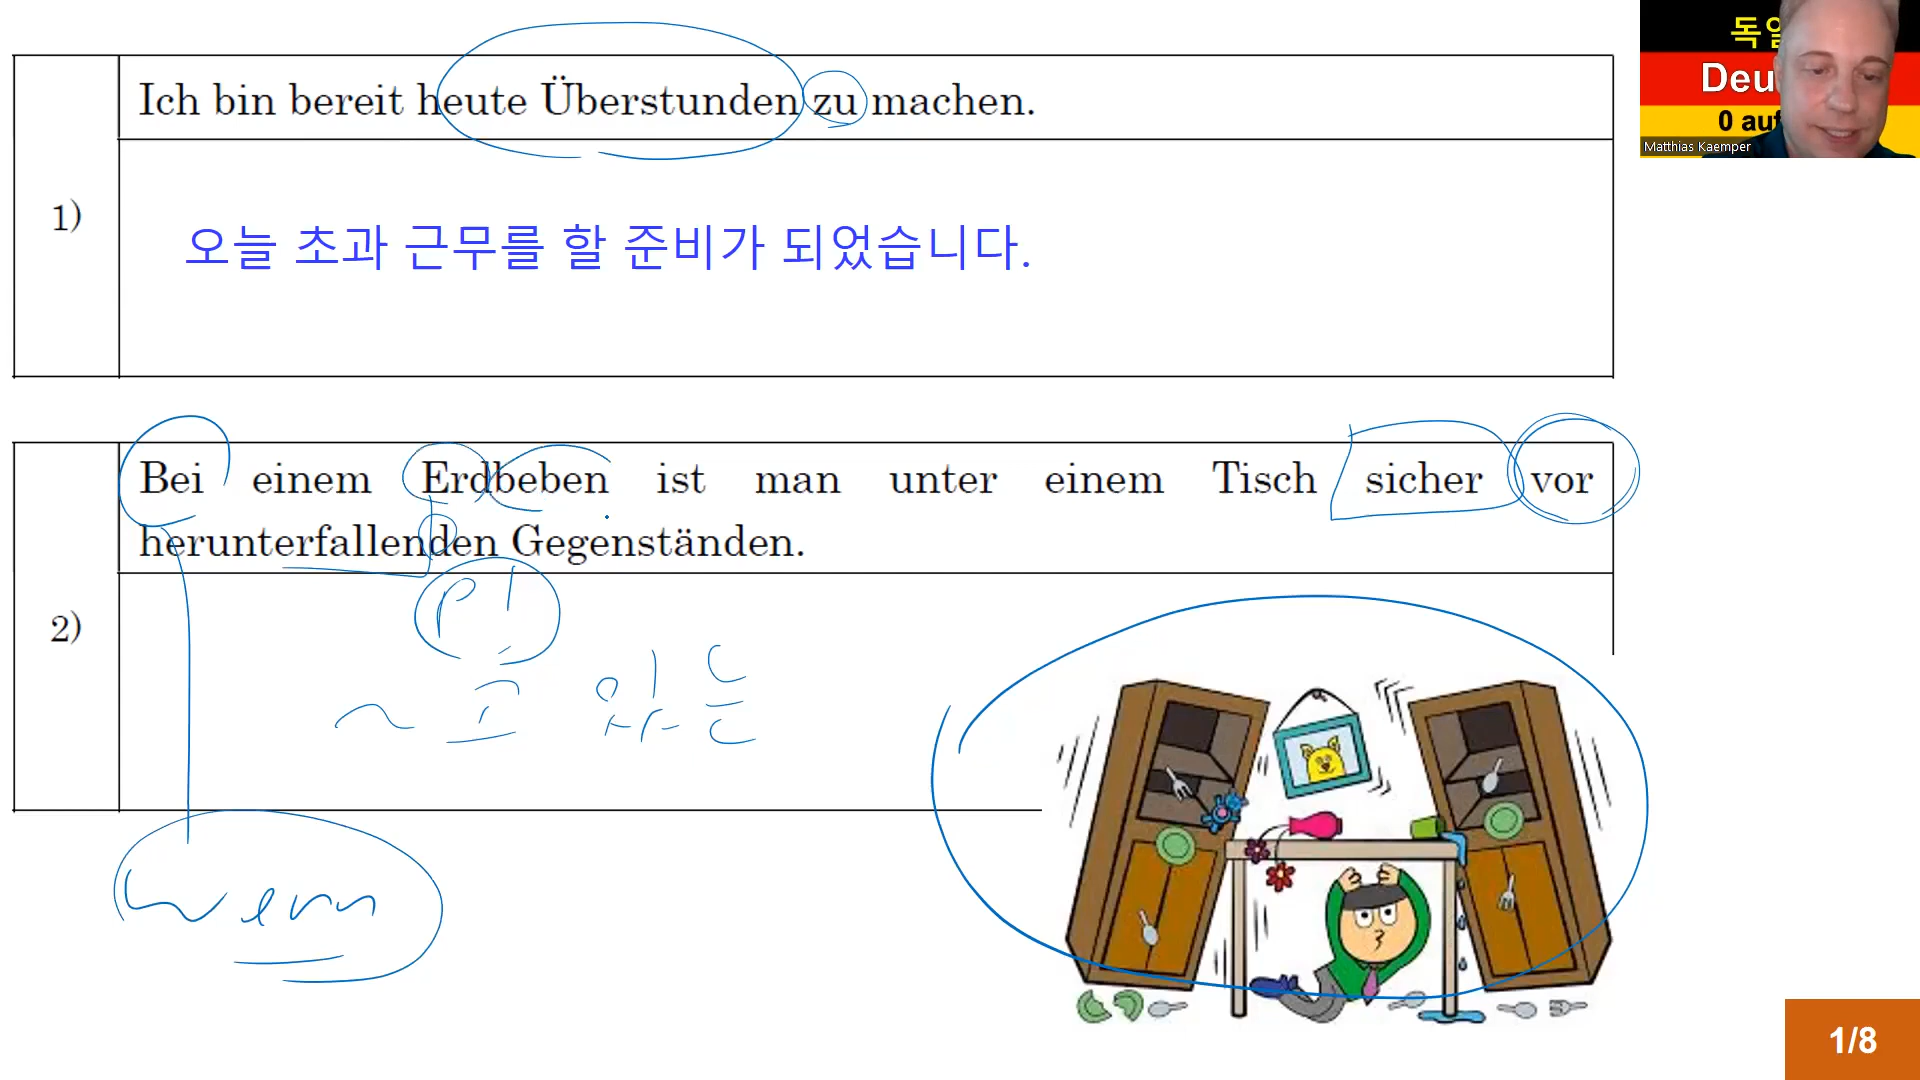 Ich bin bereit heute Überstunden zu machen.
1)
오늘 초과 근무를 할 준비가 되었습니다.
Bei einem Erdbeben ist man unter einem Tisch sicher vor
herunterfallenden Gegenständen.
2)
Pl
~고 있는
wenn
독일
Deu
0 auf
Matthias Kaemper
1/8